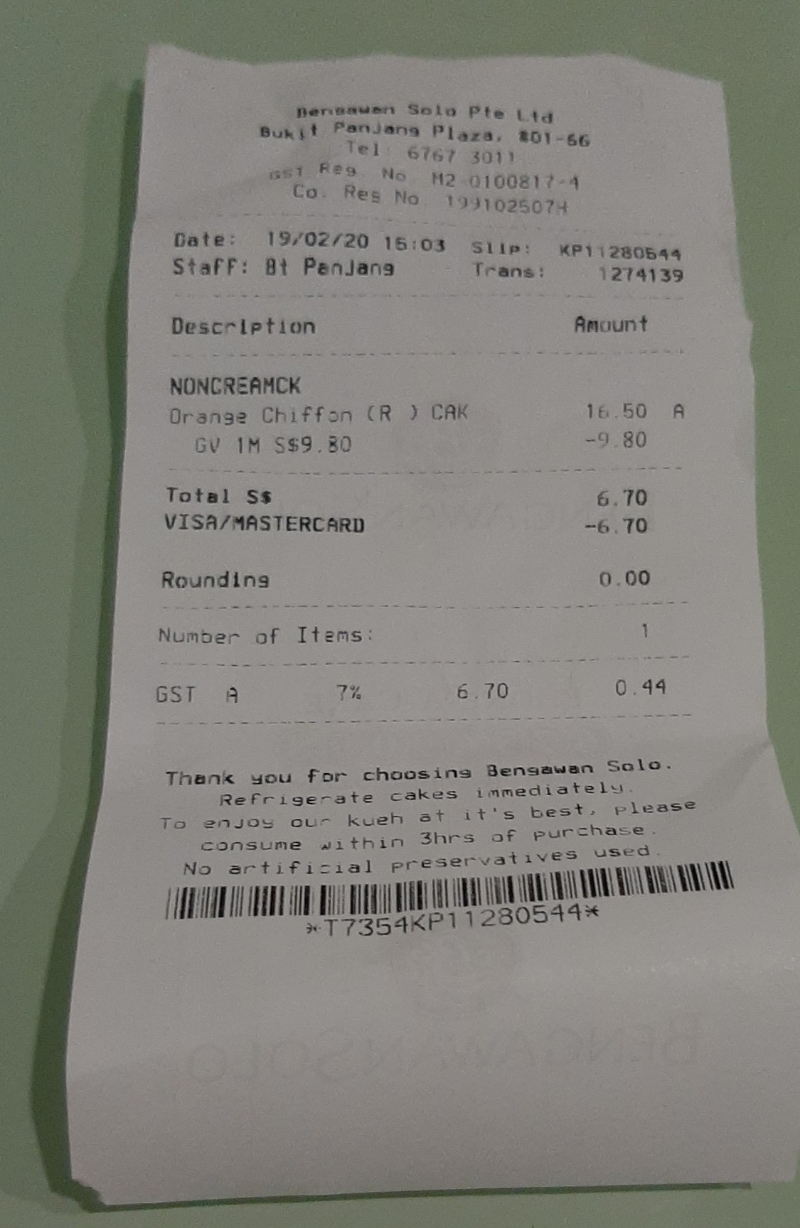 Bengawan Solo Pte Ltd
Bukit Panjang Plaza, #01-66
Tel 6767 3011
GST Reg No M2-0100817-4
Co. Reg No 199102507H
Date: 19/02/20 15:03 Slip: KP11280544
Staff: Bt Panjang Trans: 1274139
Description Amount
NONCREAMCK
Orange Chiffon (R ) CAK 16.50 A
GV 1M S$9.80 -9.80
Total S$ 6.70
VISA/MASTERCARD -6.70
Rounding 0.00
Number of Items: 1
GST A 7% 6.70 0.44
Thank you for choosing Bengawan Solo.
Refrigerate cakes immediately.
To enjoy our kueh at it's best, please
consume within 3hrs of purchase.
No artificial preservatives used.
*T7354KP11280544*
BENGAWAN SOLO